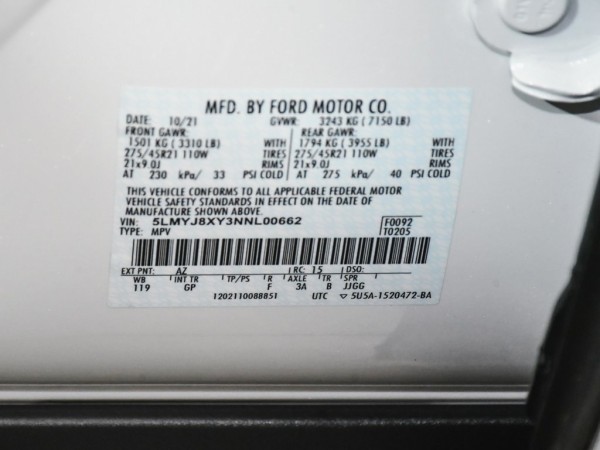 MFD. BY FORD MOTOR CO.
DATE: 10/21 GVWR: 3243 KG ( 7150 LB)
FRONT GAWR: REAR GAWR:
1501 KG ( 3310 LB) WITH 1794 KG ( 3955 LB) WITH
275/45R21 110W TIRES 275/45R21 110W TIRES
21x9.0J RIMS 21x9.0J RIMS
AT 230 kPa/ 33 PSI COLD AT 275 kPa/ 40 PSI COLD
THIS VEHICLE CONFORMS TO ALL APPLICABLE FEDERAL MOTOR
VEHICLE SAFETY STANDARDS IN EFFECT ON THE DATE OF
MANUFACTURE SHOWN ABOVE.
VIN: 5LMYJ8XY3NNL00662 F0092
TYPE: MPV T0205
EXT PNT: AZ RC: 15 DSO:
WB INT TR TP/PS R AXLE TR SPR
119 GP F 3A B JJGG
12021100BB851 UTC ▽ 5U5A-1520472-BA